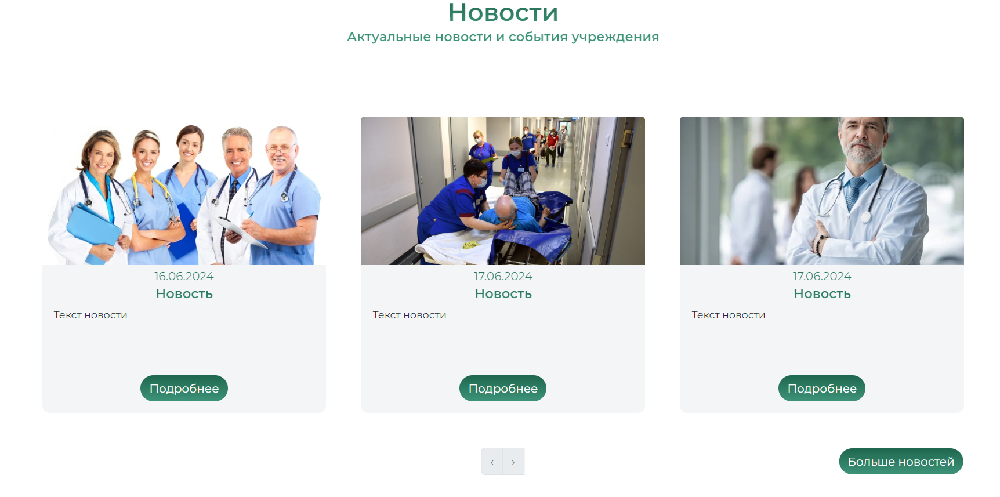 Новости
Актуальные новости и события учреждения
16.06.2024
Новость
Текст новости
Подробнее
17.06.2024
Новость
Текст новости
Подробнее
17.06.2024
Новость
Текст новости
Подробнее
‹ ›
Больше новостей